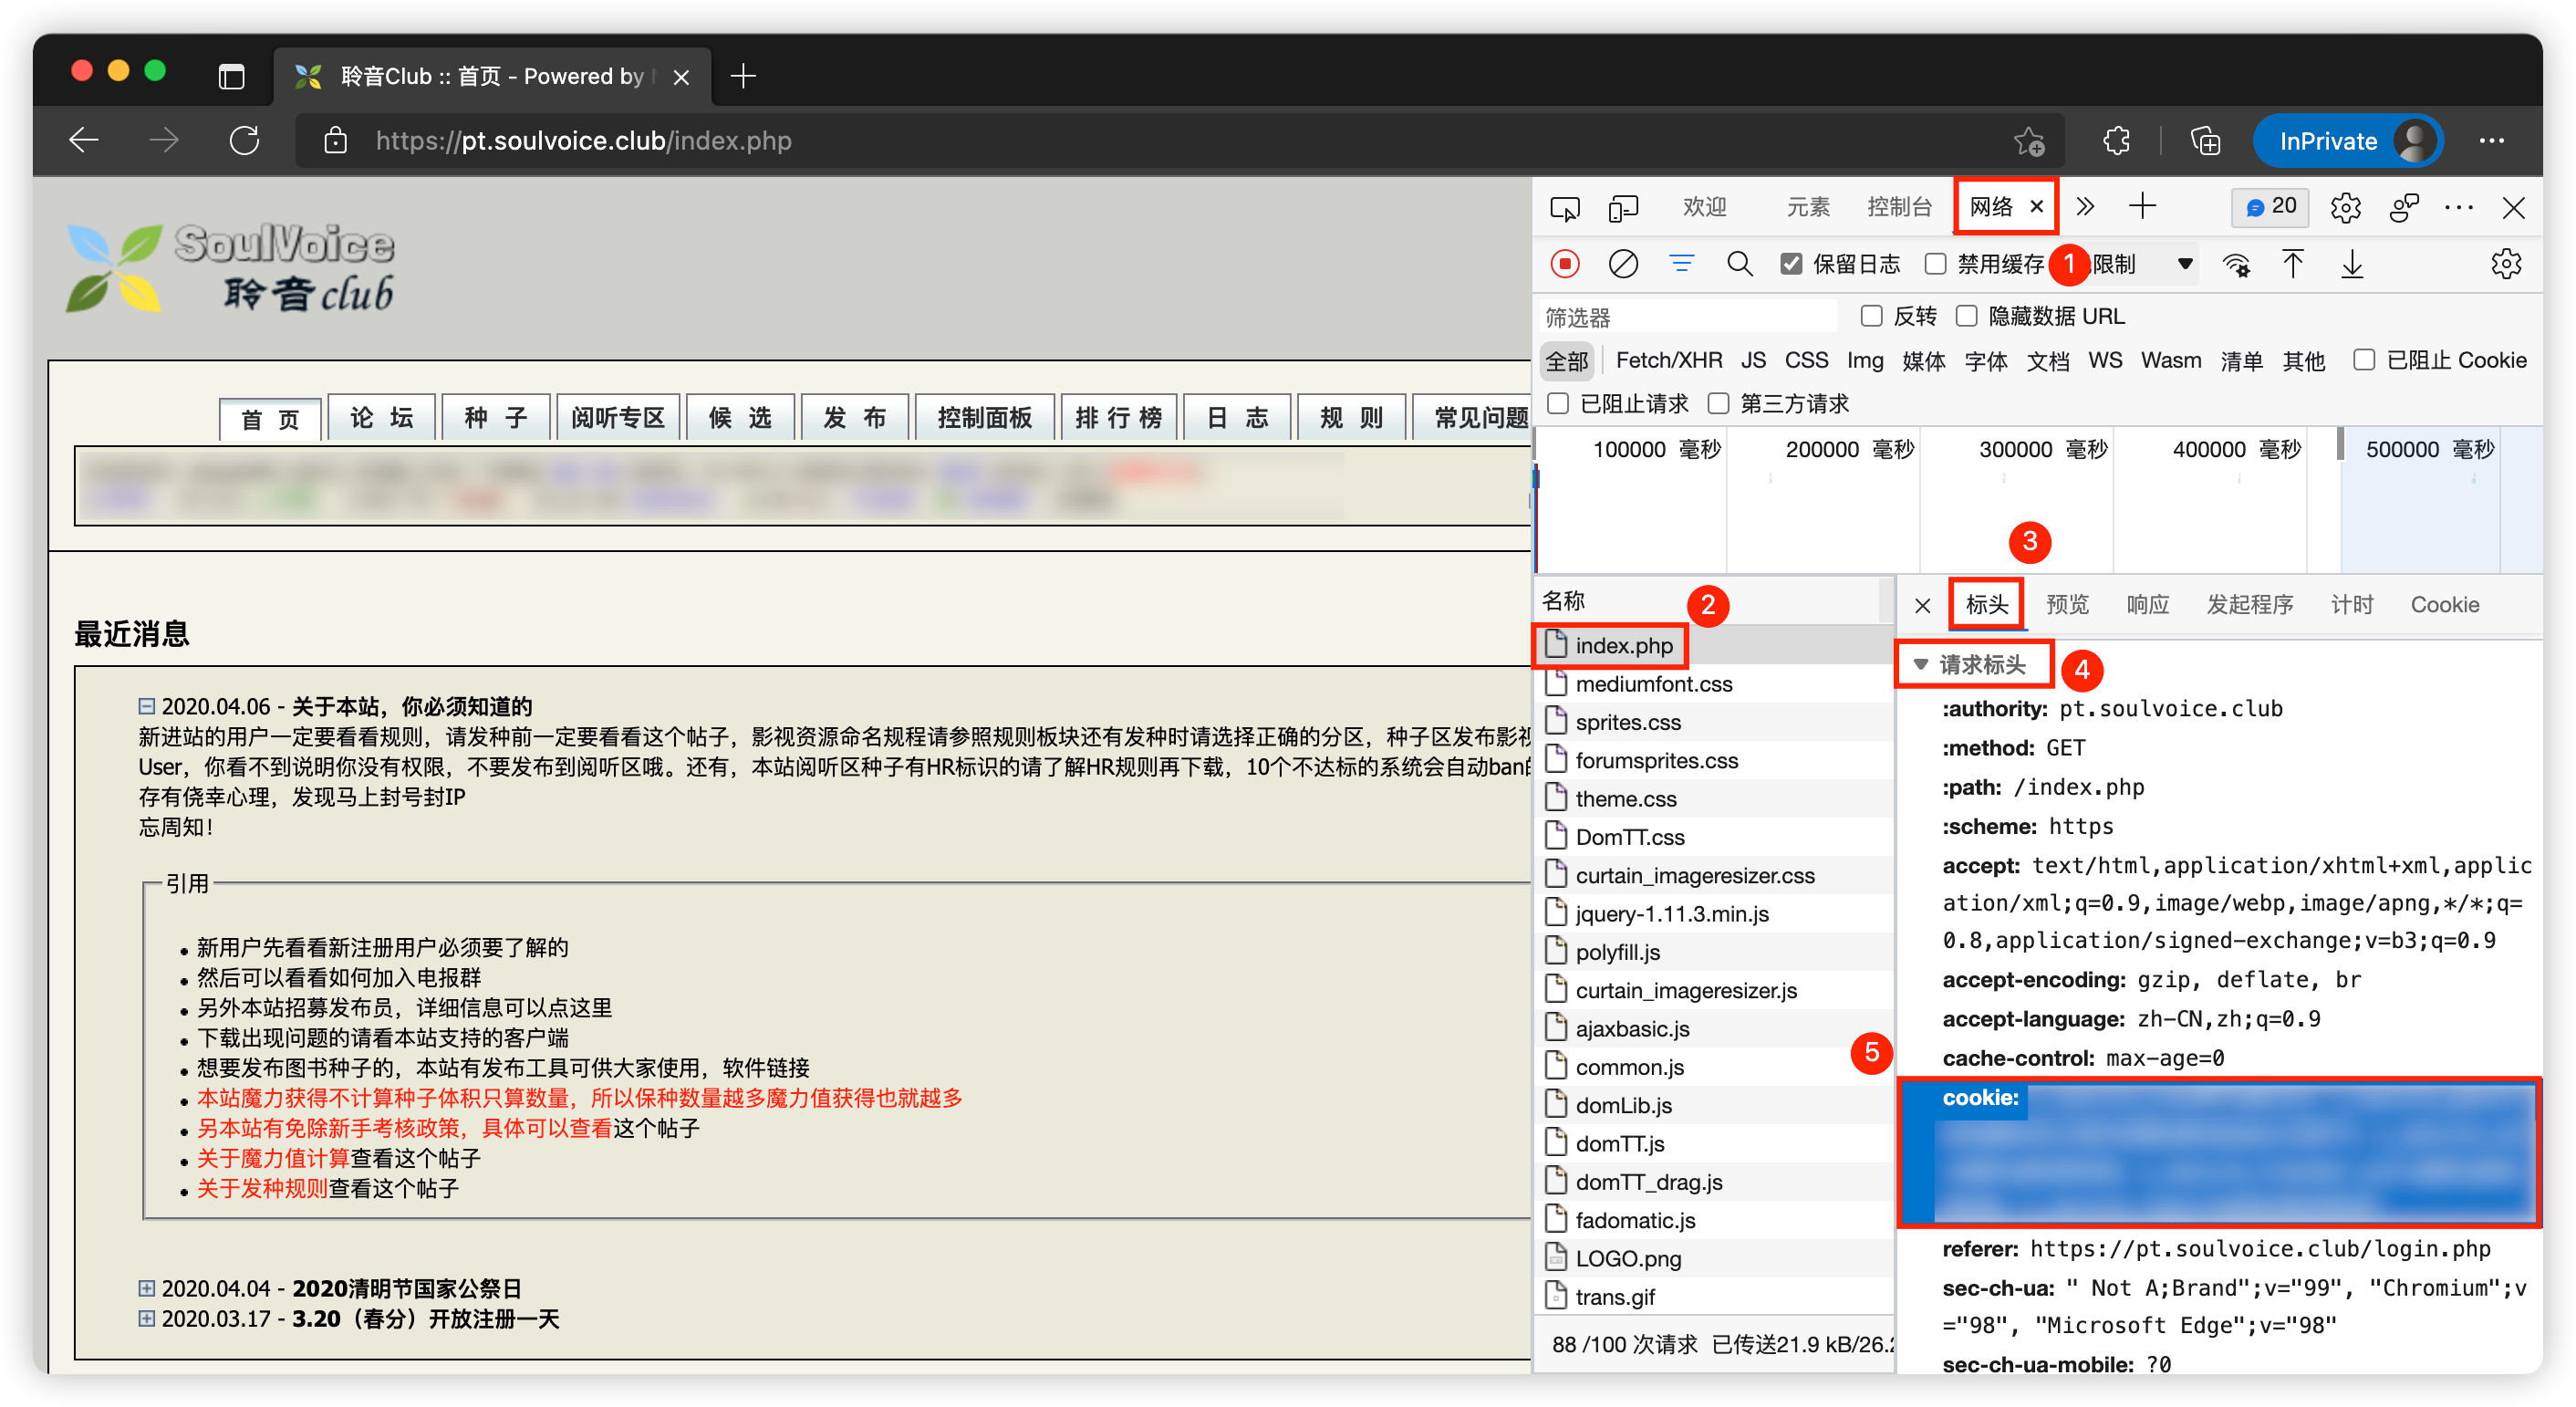 聆音Club :: 首页 - Powered by
https://pt.soulvoice.club/index.php
InPrivate
SoulVoice
聆音club
首 页
论 坛
种 子
阅听专区
候 选
发 布
控制面板
排 行 榜
日 志
规 则
常见问题
最近消息
2020.04.06 - 关于本站，你必须知道的
新进站的用户一定要看看规则，请发种前一定要看看这个帖子，影视资源命名规程请参照规则板块还有发种时请选择正确的分区，种子区发布影视
User，你看不到说明你没有权限，不要发布到阅听区哦。还有，本站阅听区种子有HR标识的请了解HR规则再下载，10个不达标的系统会自动ban的
存有侥幸心理，发现马上封号封IP
忘周知！
引用
新用户先看看新注册用户必须要了解的
然后可以看看如何加入电报群
另外本站招募发布员，详细信息可以点这里
下载出现问题的请看本站支持的客户端
想要发布图书种子的，本站有发布工具可供大家使用，软件链接
本站魔力获得不计算种子体积只算数量，所以保种数量越多魔力值获得也就越多
另本站有免除新手考核政策，具体可以查看这个帖子
关于魔力值计算查看这个帖子
关于发种规则查看这个帖子
2020.04.04 - 2020清明节国家公祭日
2020.03.17 - 3.20（春分）开放注册一天
欢迎
元素
控制台
网络
20
保留日志
禁用缓存
1
限制
筛选器
反转
隐藏数据 URL
全部
Fetch/XHR
JS
CSS
Img
媒体
字体
文档
WS
Wasm
清单
其他
已阻止 Cookie
已阻止请求
第三方请求
100000 毫秒
200000 毫秒
300000 毫秒
400000 毫秒
500000 毫秒
3
名称
2
index.php
mediumfont.css
sprites.css
forumsprites.css
theme.css
DomTT.css
curtain_imageresizer.css
jquery-1.11.3.min.js
polyfill.js
curtain_imageresizer.js
ajaxbasic.js
common.js
domLib.js
domTT.js
domTT_drag.js
fadomatic.js
LOGO.png
trans.gif
88 /100 次请求 已传送21.9 kB/26.2
标头
预览
响应
发起程序
计时
Cookie
请求标头
4
:authority: pt.soulvoice.club
:method: GET
:path: /index.php
:scheme: https
accept: text/html,application/xhtml+xml,applic
ation/xml;q=0.9,image/webp,image/apng,*/*;q=
0.8,application/signed-exchange;v=b3;q=0.9
accept-encoding: gzip, deflate, br
accept-language: zh-CN,zh;q=0.9
cache-control: max-age=0
5
cookie:
referer: https://pt.soulvoice.club/login.php
sec-ch-ua: " Not A;Brand";v="99", "Chromium";v
="98", "Microsoft Edge";v="98"
sec-ch-ua-mobile: ?0